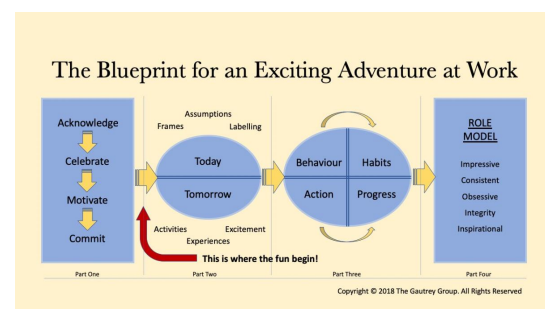 The Blueprint for an Exciting Adventure at Work
Acknowledge
Celebrate
Motivate
Commit
Part One
Assumptions
Frames
Labelling
Today
Tomorrow
Activities
Excitement
Experiences
This is where the fun begin!
Part Two
Behaviour
Habits
Action
Progress
Part Three
ROLE
MODEL
Impressive
Consistent
Obsessive
Integrity
Inspirational
Part Four
Copyright © 2018 The Gautrey Group. All Rights Reserved